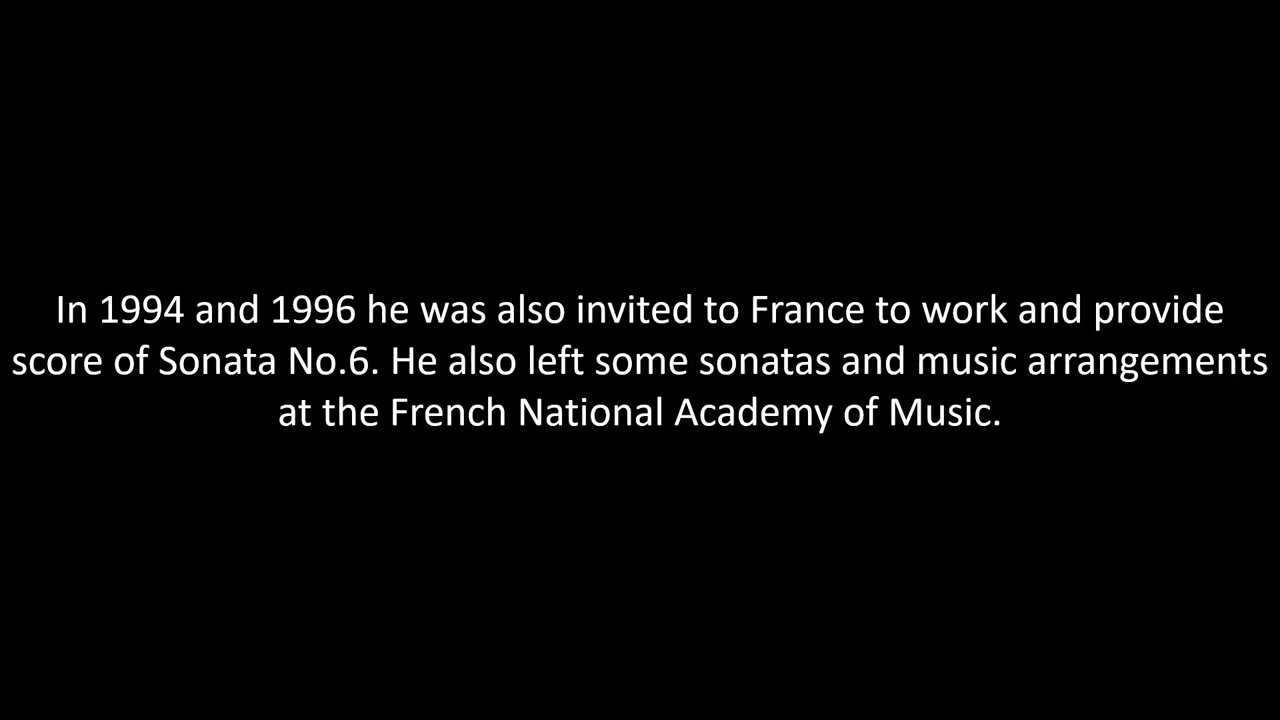 In 1994 and 1996 he was also invited to France to work and provide
score of Sonata No.6. He also left some sonatas and music arrangements
at the French National Academy of Music.